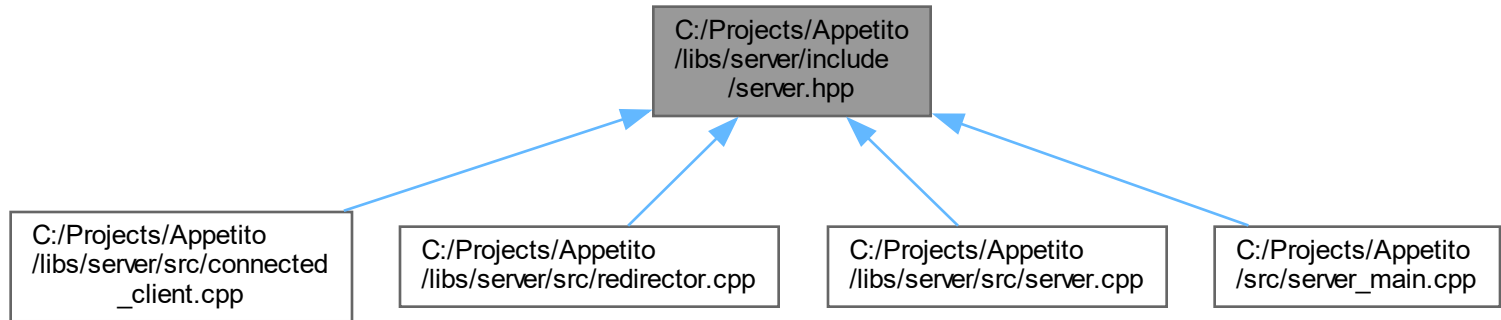 C:/Projects/Appetito
/libs/server/include
/server.hpp
C:/Projects/Appetito
/libs/server/src/connected
_client.cpp
C:/Projects/Appetito
/libs/server/src/redirector.cpp
C:/Projects/Appetito
/libs/server/src/server.cpp
C:/Projects/Appetito
/src/server_main.cpp